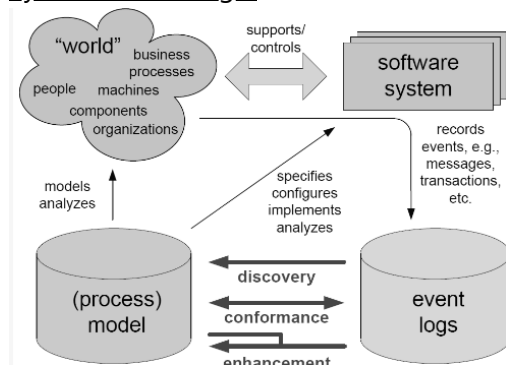 "world"
business
processes
people
machines
components
organizations
supports/
controls
software
system
records
events, e.g.,
messages,
transactions,
etc.
models
analyzes
specifies
configures
implements
analyzes
(process)
model
discovery
conformance
enhancement
event
logs